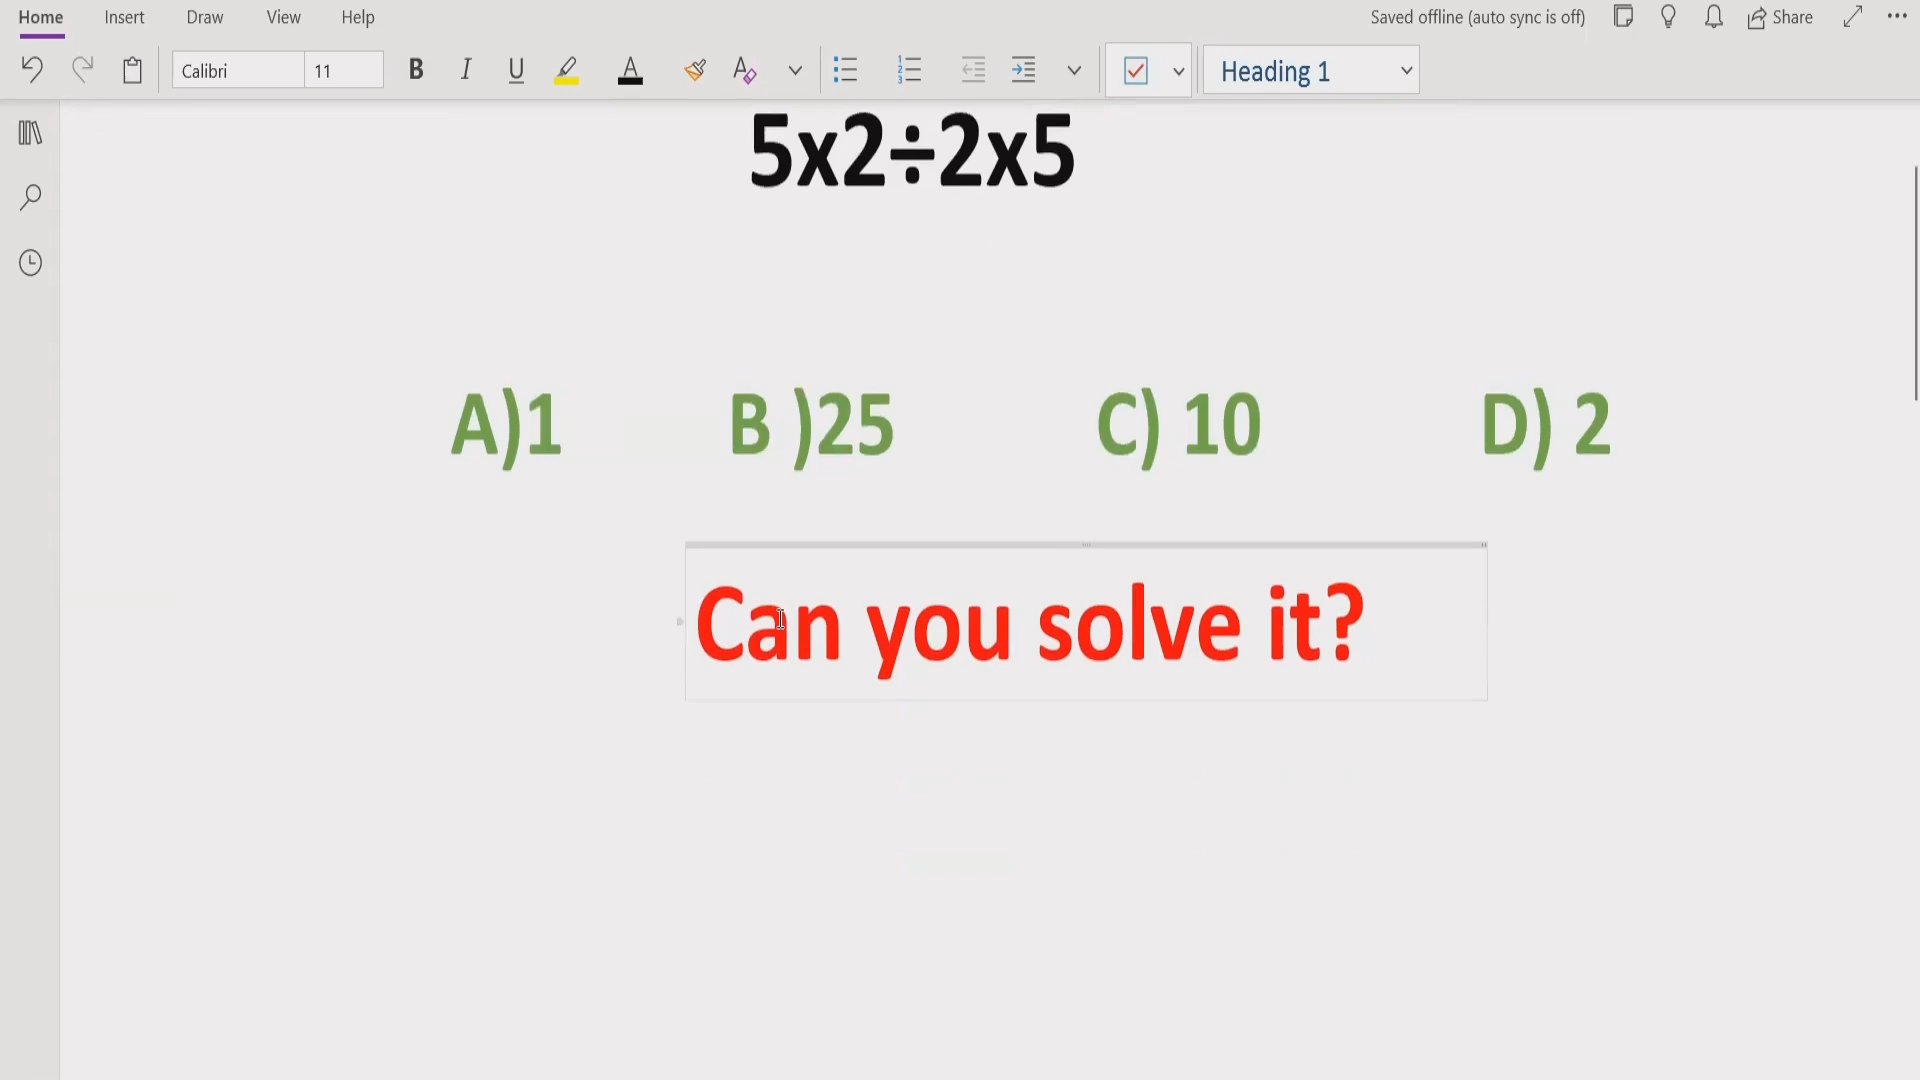 Home Insert Draw View Help Saved offline (auto sync is off) Share
Calibri 11 B I U A A Heading 1
5x2÷2x5
A)1 B )25 C) 10 D) 2
Can you solve it?